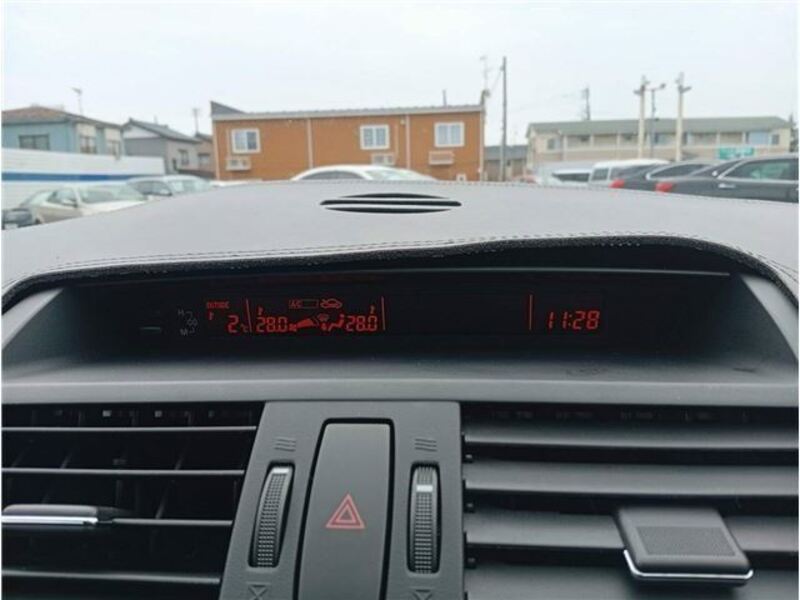 H
M
OUTSIDE
2°C
A/C
28.0
28.0
11:28